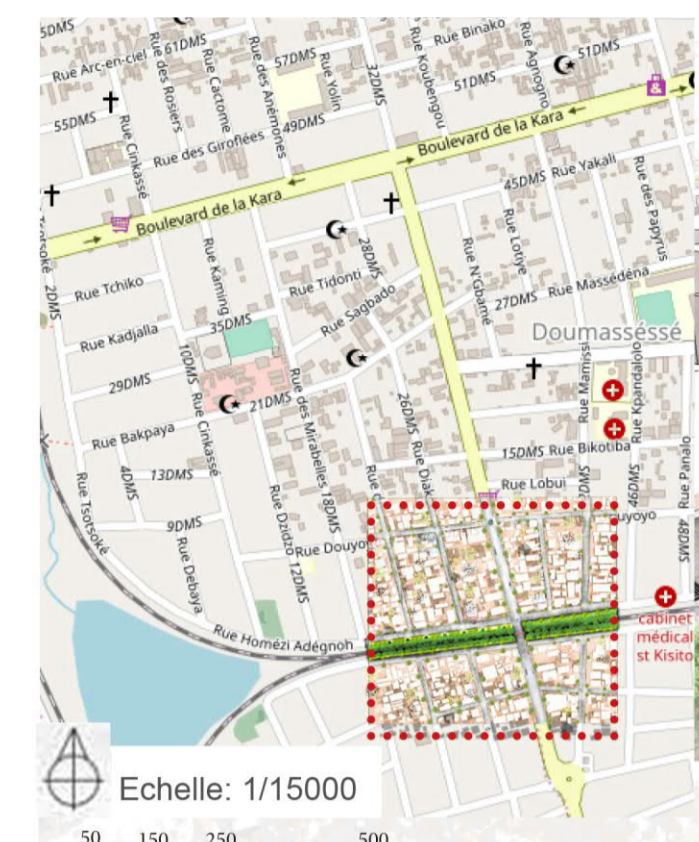 5DMS
Rue Binako
Rue Arc-en-ciel
61DMS
Rue des Rosiers
Rue Cactome
Rue des Anémones
57DMS
Rue Yolin
32DMS
Rue Koubengou
51DMS
Rue Agnogno
51DMS
55DMS
Rue Cinkassé
Rue des Giroflées
49DMS
Boulevard de la Kara
45DMS Rue Yakali
Rue des Papyrus
Boulevard de la Kara
Tsotsoké 2DMS
Rue Kaming
28DMS
Rue Lotiye
Rue N'Gbamé
Rue Tchiko
Rue Tidonti
27DMS Rue Massédéna
Rue Sagbado
Rue Kadjalla
35DMS
Doumasséssé
10DMS Rue Cinkassé
29DMS
21DMS
Rue des Mirabelles 18DMS
26DMS Rue Diak
Rue Mamissi
Rue Kpandalolo
Rue Bakpaya
15DMS Rue Bikotiba
Rue Tsotsoké
4DMS
13DMS
Rue Lobui
46DMS
Rue Panalo
48DMS
9DMS
Rue Debaya
Rue Dzidzo 12DMS
Rue Douyo
uyoyo
Rue Homézi Adégnoh
cabinet
médical
st Kisito
Echelle: 1/15000
50 150 250 500